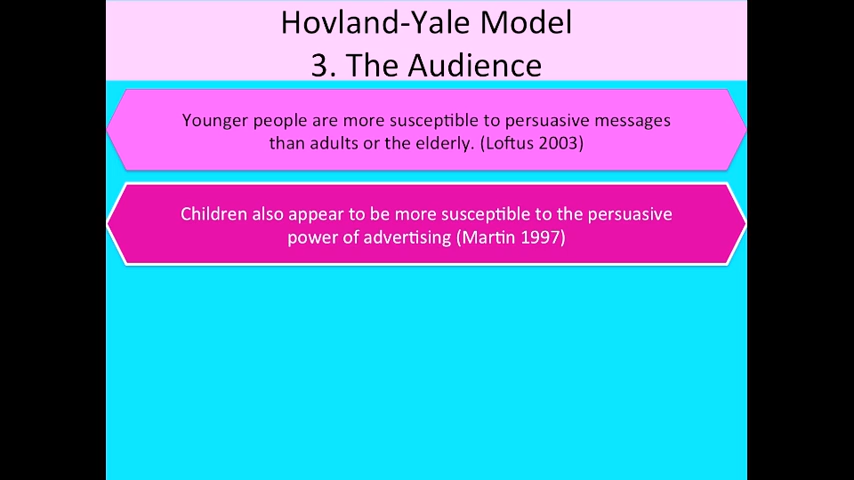 Hovland-Yale Model
3. The Audience
Younger people are more susceptible to persuasive messages
than adults or the elderly. (Loftus 2003)
Children also appear to be more susceptible to the persuasive
power of advertising (Martin 1997)